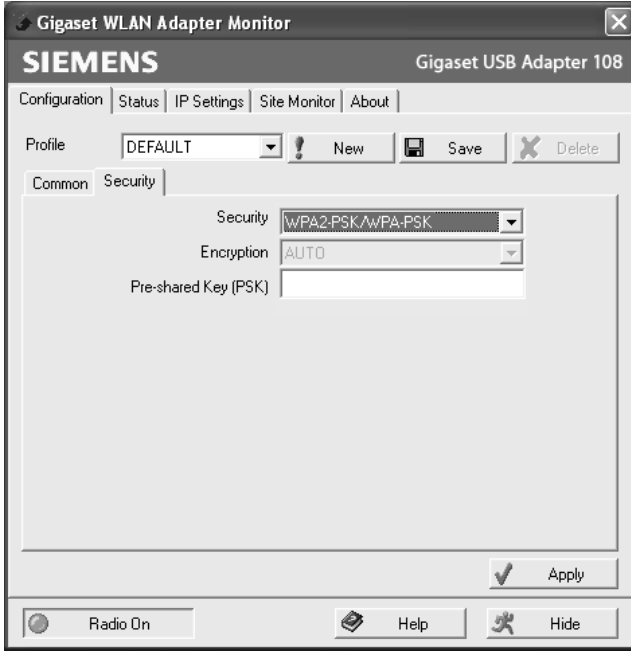 Gigaset WLAN Adapter Monitor
SIEMENS Gigaset USB Adapter 108
Configuration Status IP Settings Site Monitor About
Profile DEFAULT New Save Delete
Common Security
Security WPA2-PSK/WPA-PSK
Encryption AUTO
Pre-shared Key (PSK)
Apply
Radio On Help Hide